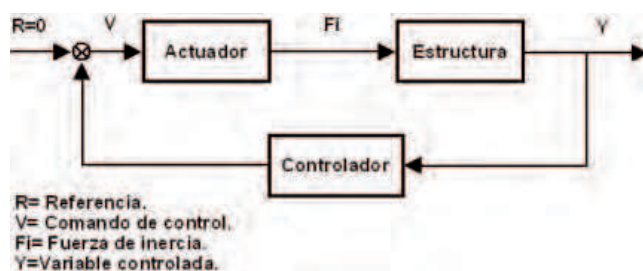 R=0
V
Actuador
Fi
Estructura
Y
Controlador
R= Referencia.
V= Comando de control.
Fi= Fuerza de inercia.
Y=Variable controlada.